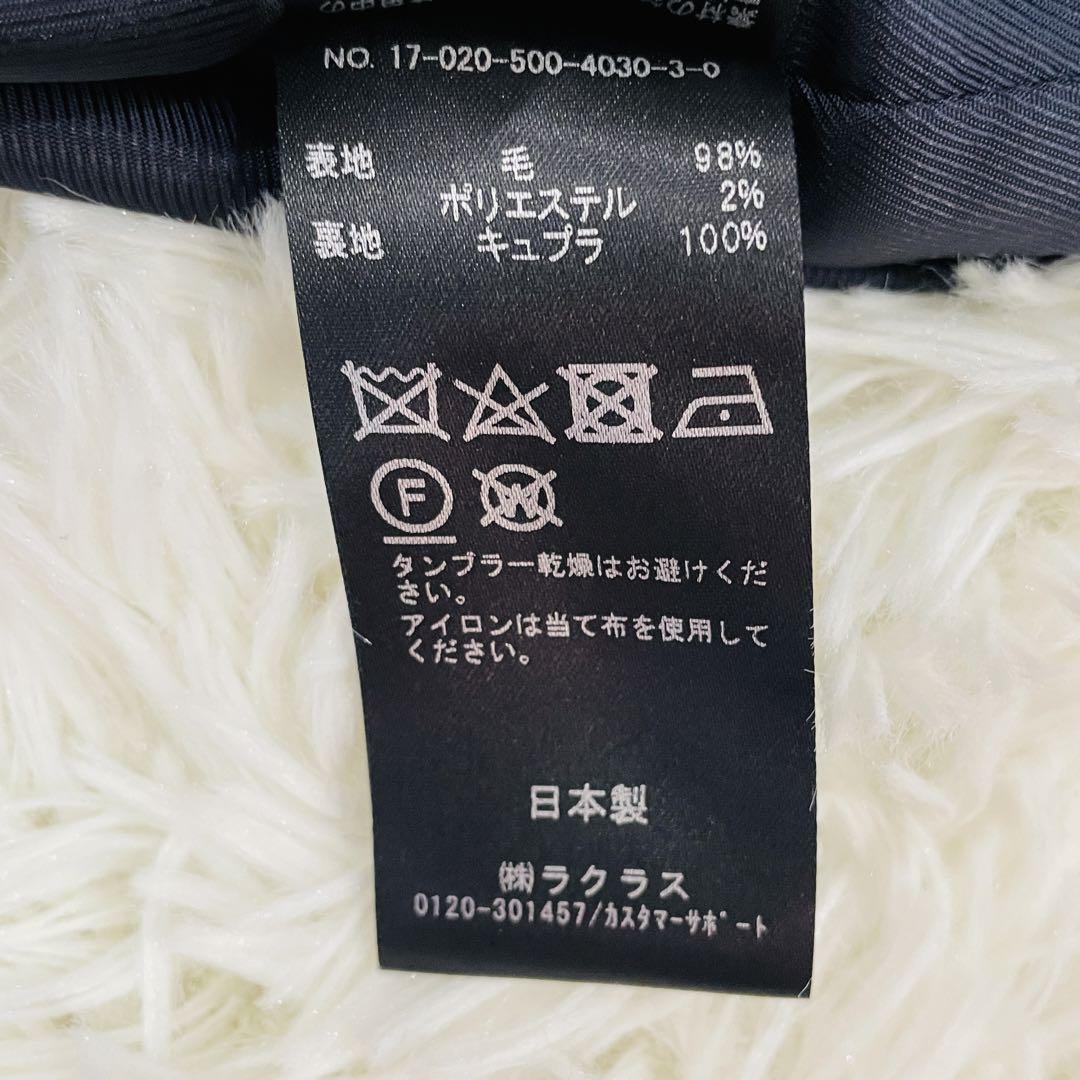 NO. 17-020-500-4030-3-0
表地 毛 98%
ポリエステル 2%
裏地 キュプラ 100%
F W
タンブラー乾燥はお避けくだ
さい。
アイロンは当て布を使用して
ください。
日本製
㈱ラクラス
0120-301457/ｶｽﾀﾏｰｻﾎﾟｰﾄ